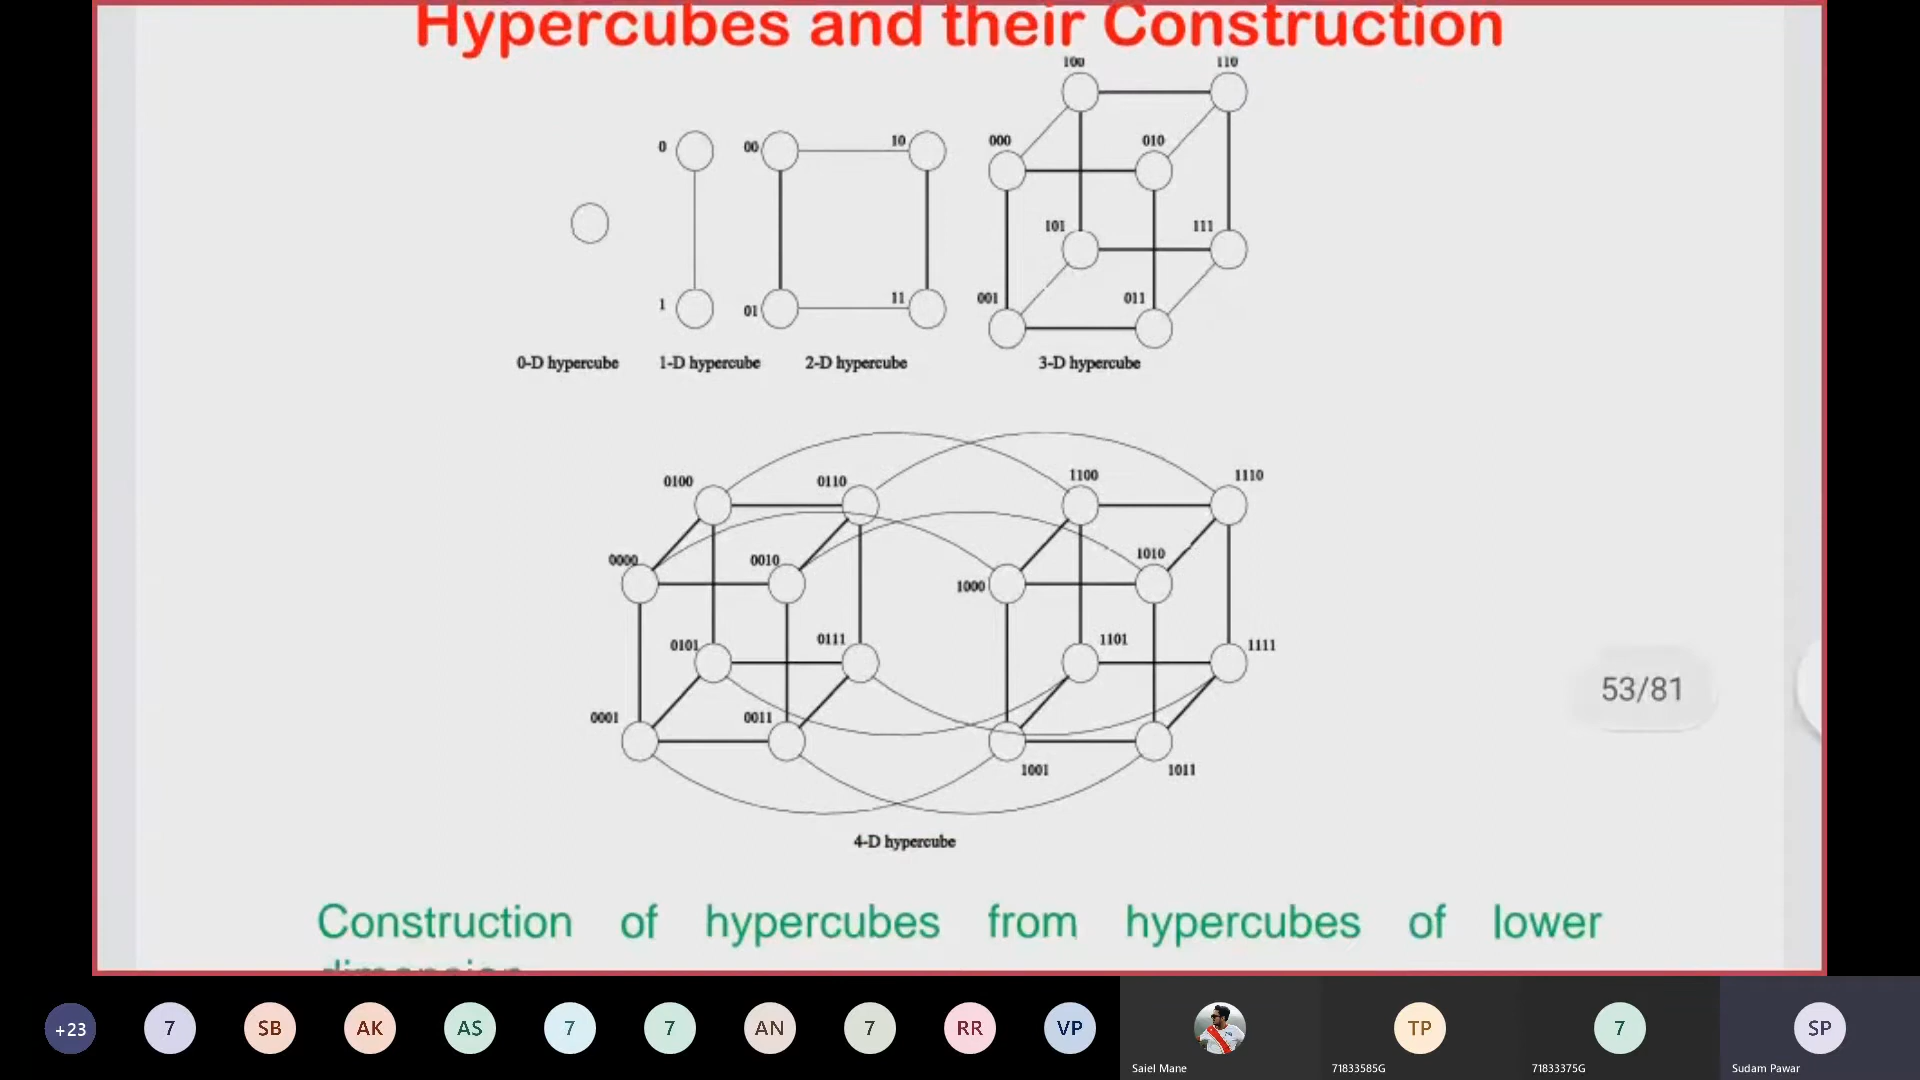 Hypercubes and their Construction
100 110
000 010
0 00 10
101 111
1 01 11 001 011
0-D hypercube 1-D hypercube 2-D hypercube 3-D hypercube
0100 0110 1100 1110
0000 0010 1000 1010
0101 0111 1101 1111
0001 0011 1001 1011
4-D hypercube
53/81
Construction of hypercubes from hypercubes of lower
dimension
+23 7 SB AK AS 7 7 AN 7 RR VP TP 7 SP
Saiel Mane 71833585G 71833375G Sudam Pawar